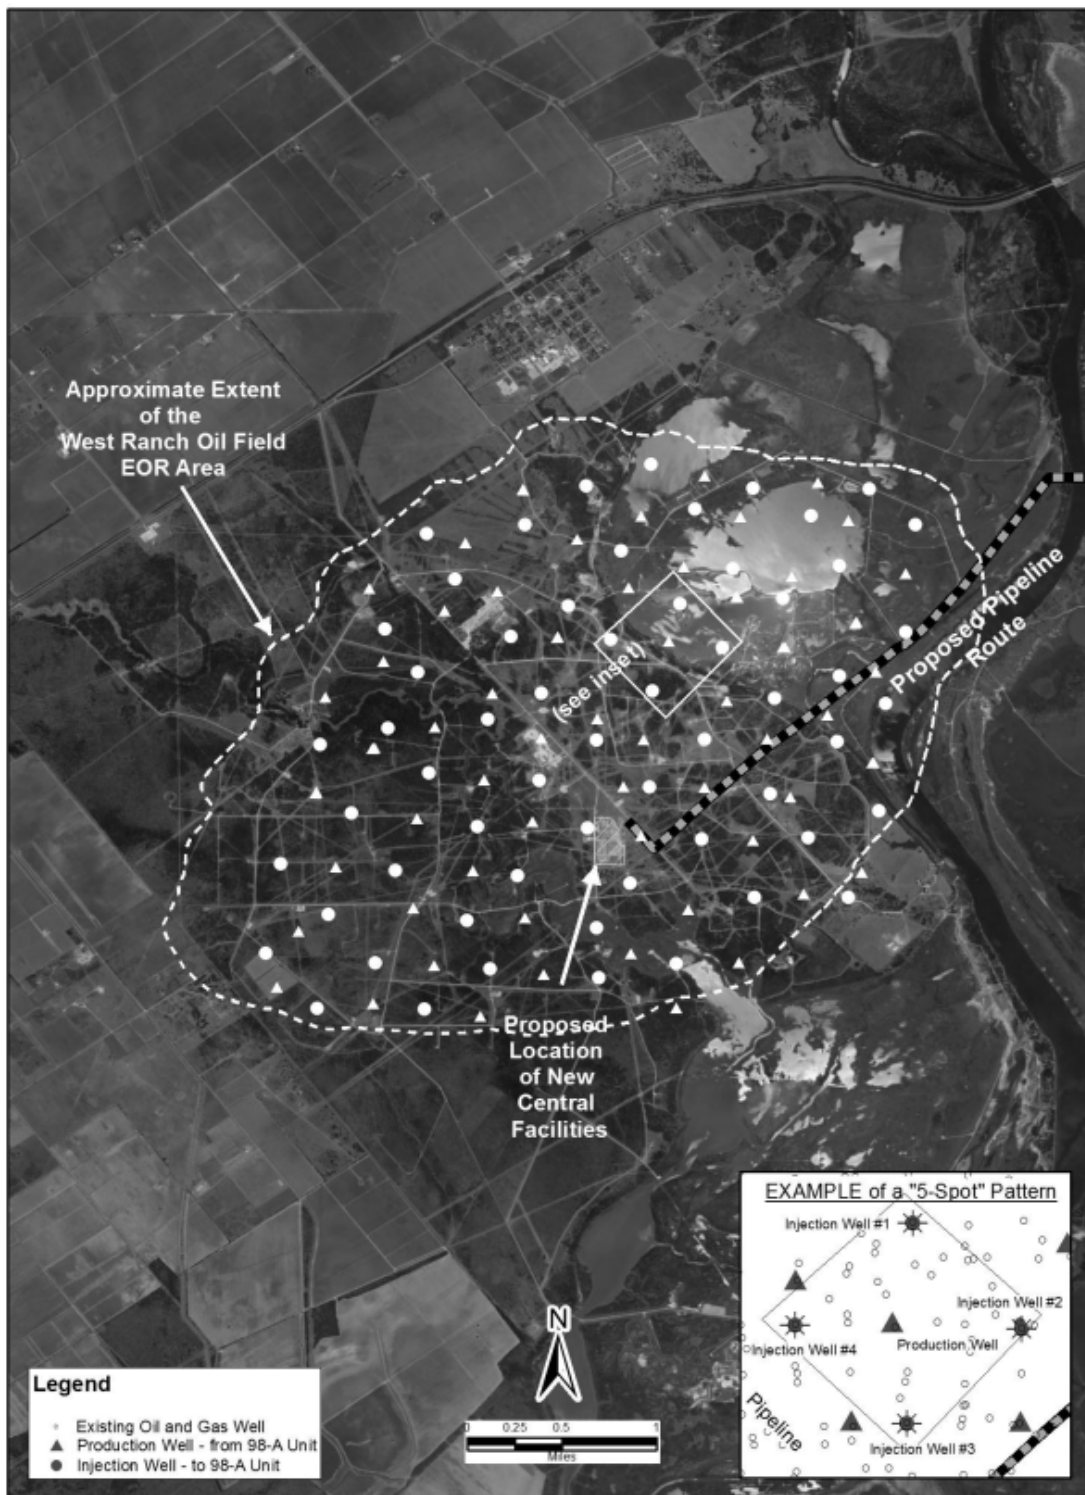 Approximate Extent
of the
West Ranch Oil Field
EOR Area
Proposed Pipeline
Route
(see inset)
Proposed
Location
of New
Central
Facilities
EXAMPLE of a "5-Spot" Pattern
Injection Well #1
Injection Well #2
Injection Well #4
Production Well
Pipeline
Injection Well #3
N
Legend
Existing Oil and Gas Well
Production Well - from 98-A Unit
Injection Well - to 98-A Unit
0 0.25 0.5 1
Miles